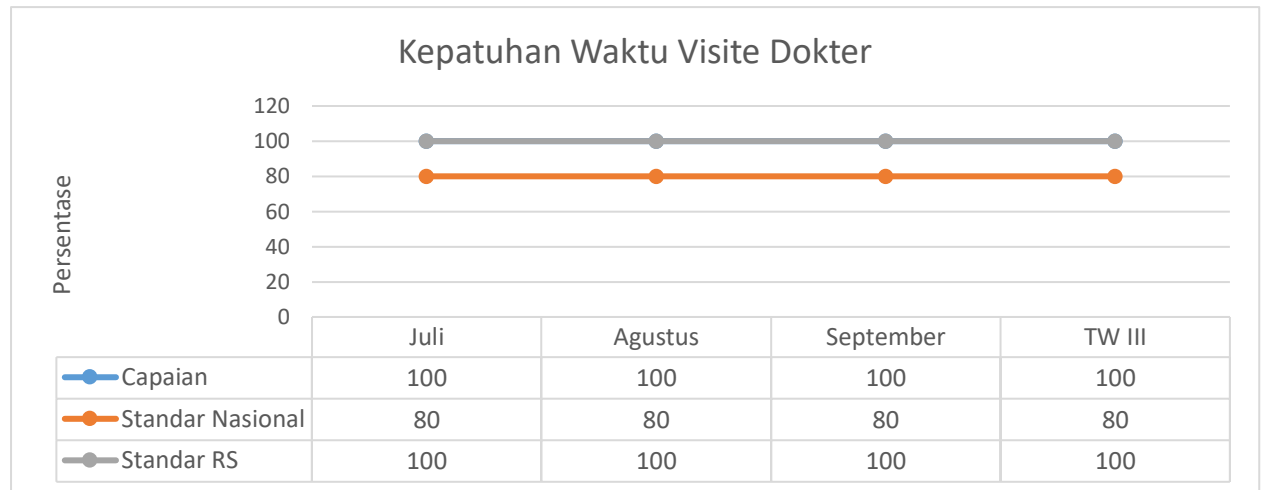 Kepatuhan Waktu Visite Dokter
Persentase
120
100
80
60
40
20
0
Juli Agustus September TW III
Capaian 100 100 100 100
Standar Nasional 80 80 80 80
Standar RS 100 100 100 100